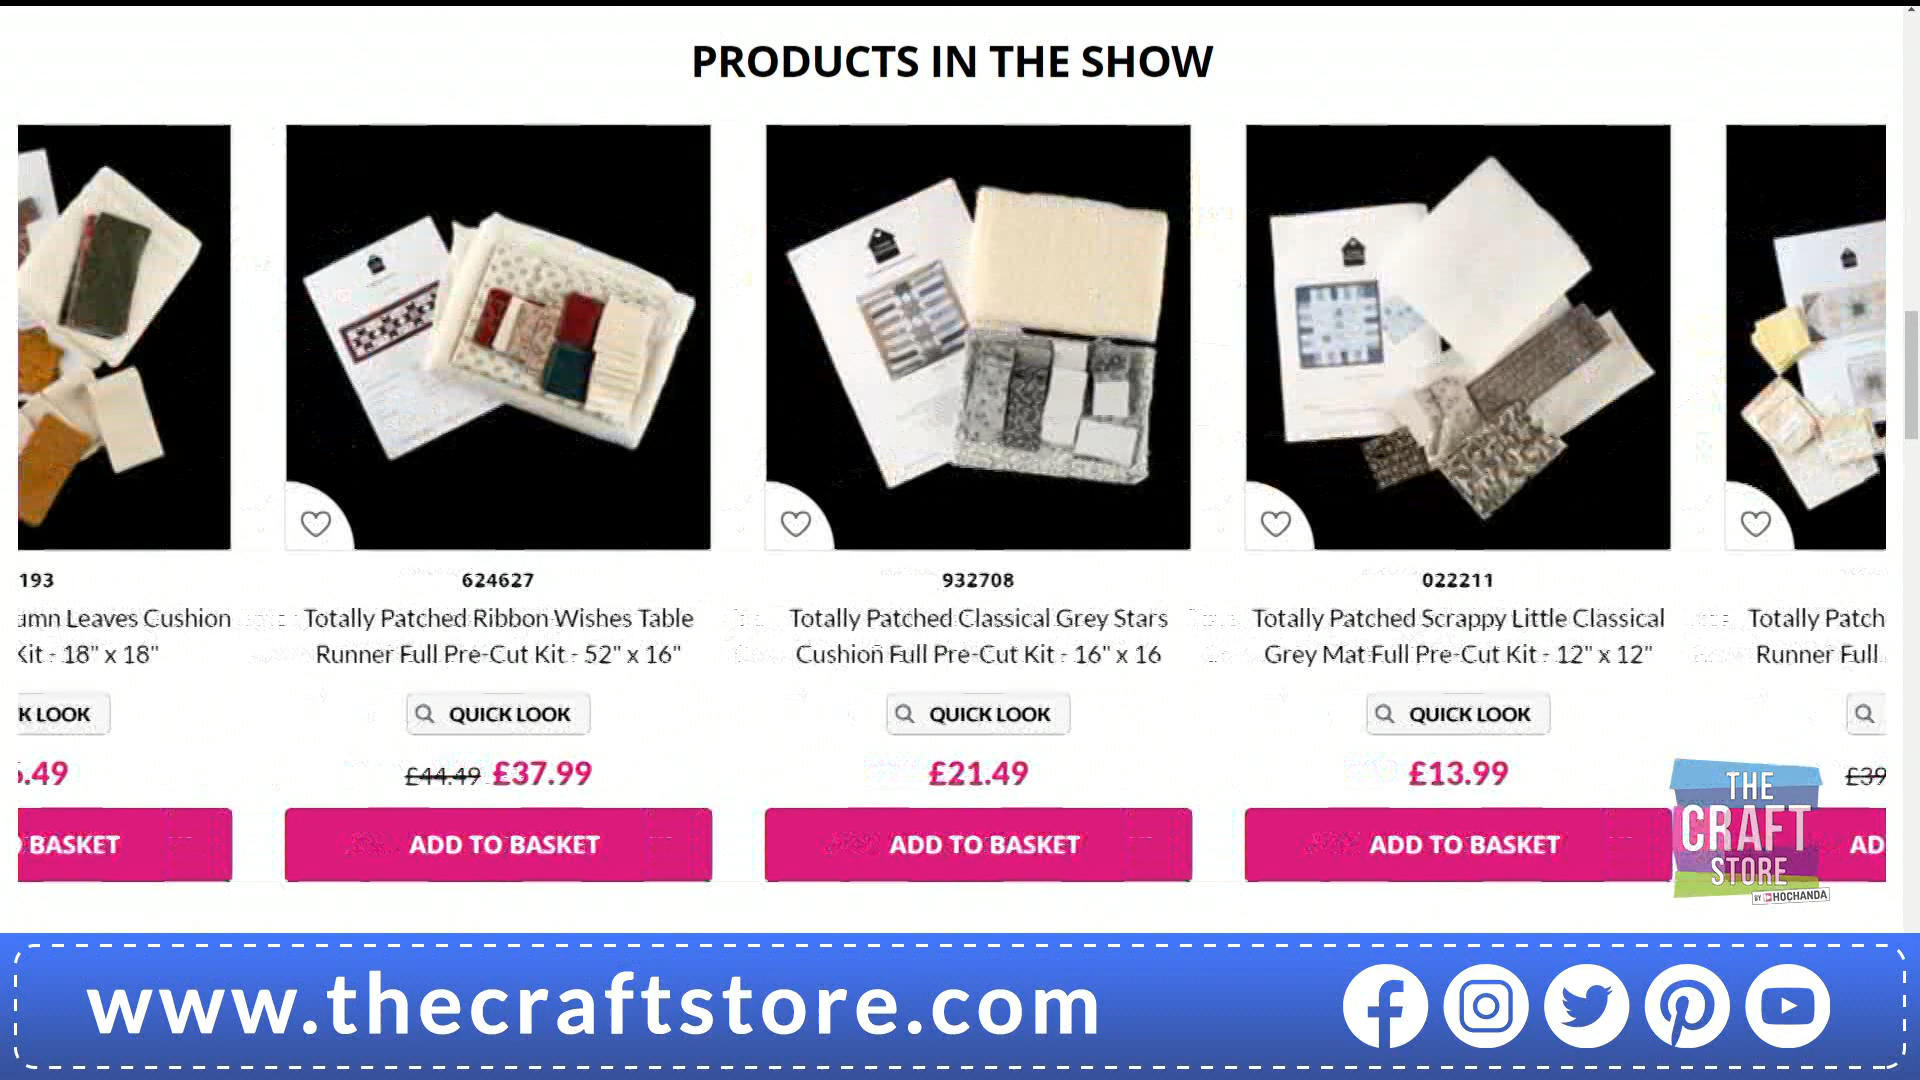 PRODUCTS IN THE SHOW
193
624627
932708
022211
amn Leaves Cushion
Kit - 18" x 18"
Totally Patched Ribbon Wishes Table
Runner Full Pre-Cut Kit - 52" x 16"
Totally Patched Classical Grey Stars
Cushion Full Pre-Cut Kit - 16" x 16
Totally Patched Scrappy Little Classical
Grey Mat Full Pre-Cut Kit - 12" x 12"
Totally Patch
Runner Full
K LOOK
QUICK LOOK
QUICK LOOK
QUICK LOOK
.49
£44.49 £37.99
£21.49
£13.99
£39
BASKET
ADD TO BASKET
ADD TO BASKET
ADD TO BASKET
AD
THE
CRAFT
STORE
BY HOCHANDA
www.thecraftstore.com